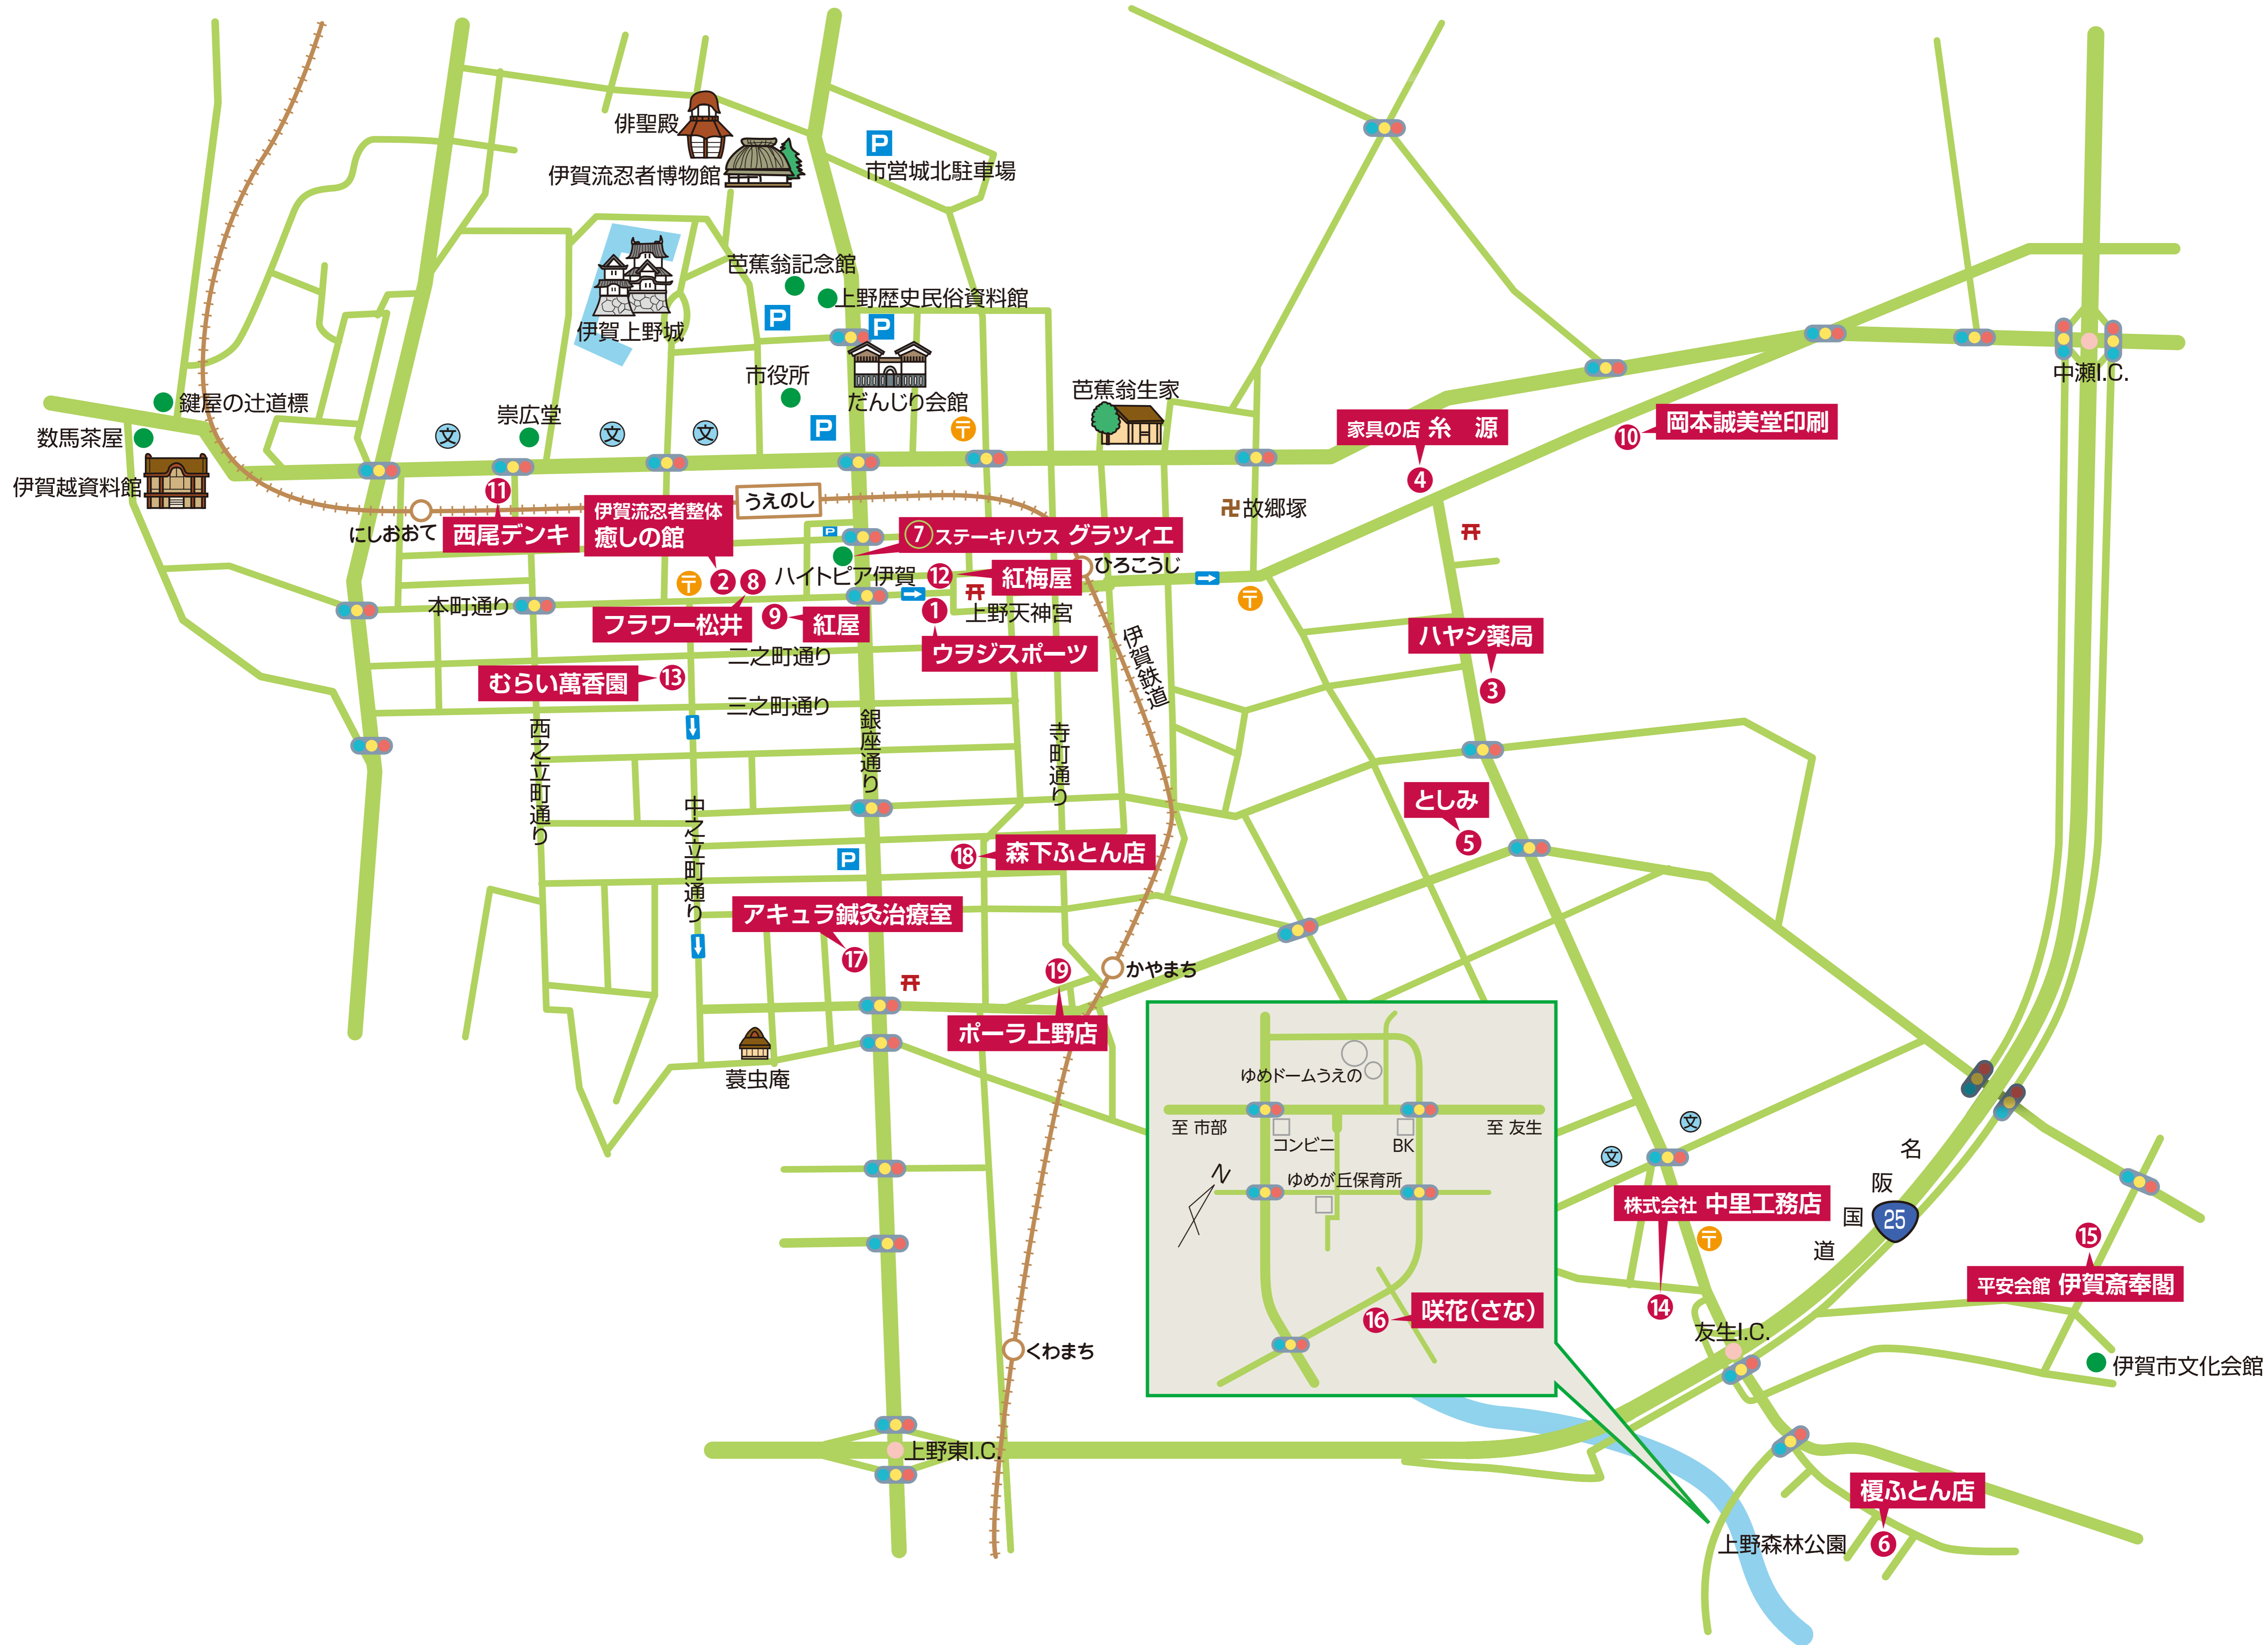 俳聖殿
伊賀流忍者博物館
P
市営城北駐車場
芭蕉翁記念館
上野歴史民俗資料館
P
P
伊賀上野城
市役所
だんじり会館
芭蕉翁生家
中瀬I.C.
鍵屋の辻道標
数馬茶屋
崇広堂
文
文
文
P
〒
家具の店 糸 源
4
岡本誠美堂印刷
10
伊賀越資料館
11
西尾デンキ
にしおおて
伊賀流忍者整体
癒しの館
うえのし
卍故郷塚
P
7 ステーキハウス グラツィエ
ハイトピア伊賀
12
紅梅屋
ひろこうじ
〒
2
8
本町通り
フラワー松井
9
紅屋
1
上野天神宮
〒
ウヲジスポーツ
伊賀鉄道
ハヤシ薬局
3
二之町通り
むらい萬香園
13
三之町通り
西之立町通り
中之立町通り
銀座通り
寺町通り
としみ
5
P
18
森下ふとん店
アキュラ鍼灸治療室
17
19
かやまち
ポーラ上野店
蓑虫庵
ゆめドームうえの
至 市部
コンビニ
BK
至 友生
N
ゆめが丘保育所
16
咲花(さな)
文
文
名阪国道
25
株式会社 中里工務店
〒
14
15
平安会館 伊賀斎奉閣
友生I.C.
伊賀市文化会館
くわまち
上野東I.C.
榎ふとん店
6
上野森林公園